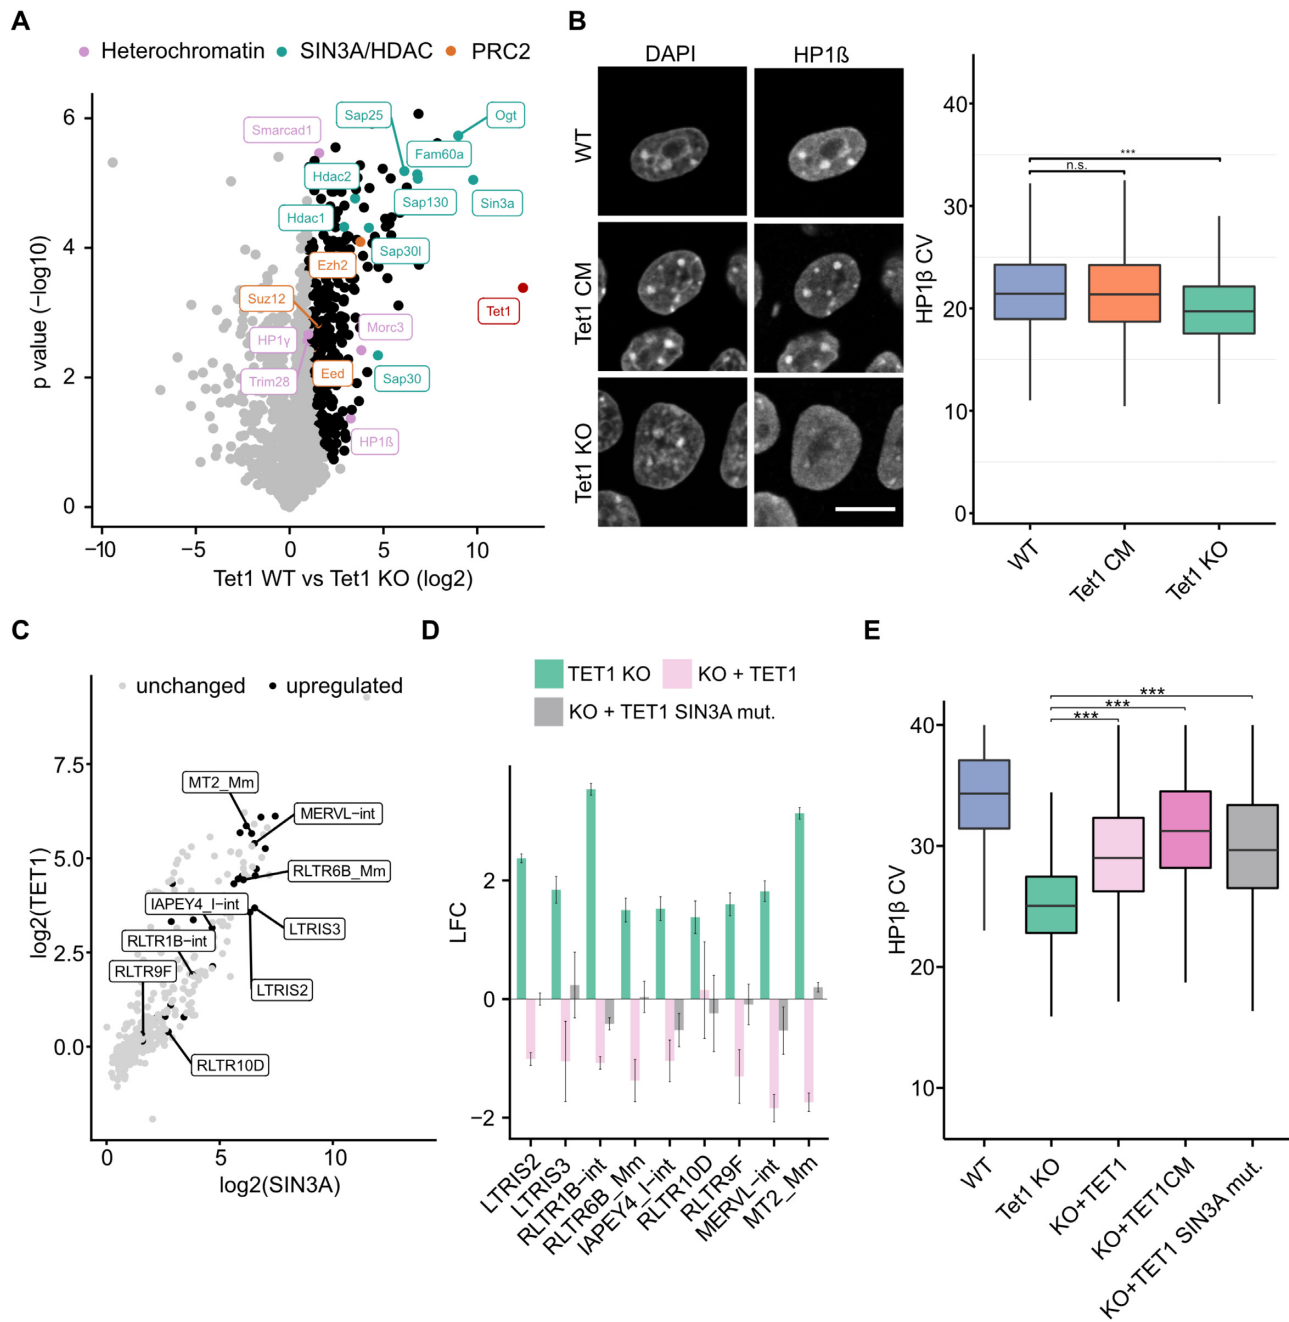 A
Heterochromatin
SIN3A/HDAC
PRC2
p value (−log10)
6
4
2
0
−10
−5
0
5
10
Tet1 WT vs Tet1 KO (log2)
Smarcad1
Sap25
Ogt
Fam60a
Hdac2
Sap130
Sin3a
Hdac1
Sap30l
Ezh2
Suz12
Tet1
HP1γ
Morc3
Trim28
Eed
Sap30
HP1ß
B
DAPI
HP1ß
WT
Tet1 CM
Tet1 KO
HP1β CV
40
30
20
10
0
***
n.s.
WT
Tet1 CM
Tet1 KO
C
unchanged
upregulated
log2(TET1)
7.5
5.0
2.5
0.0
0
5
10
log2(SIN3A)
MT2_Mm
MERVL−int
RLTR6B_Mm
IAPEY4_I−int
LTRIS3
RLTR1B−int
RLTR9F
LTRIS2
RLTR10D
D
TET1 KO
KO + TET1
KO + TET1 SIN3A mut.
LFC
2
0
−2
LTRIS2
LTRIS3
RLTR1B−int
RLTR6B_Mm
IAPEY4_I−int
RLTR10D
RLTR9F
MERVL−int
MT2_Mm
E
HP1β CV
40
30
20
10
***
***
***
WT
Tet1 KO
KO+TET1
KO+TET1CM
KO+TET1 SIN3A mut.